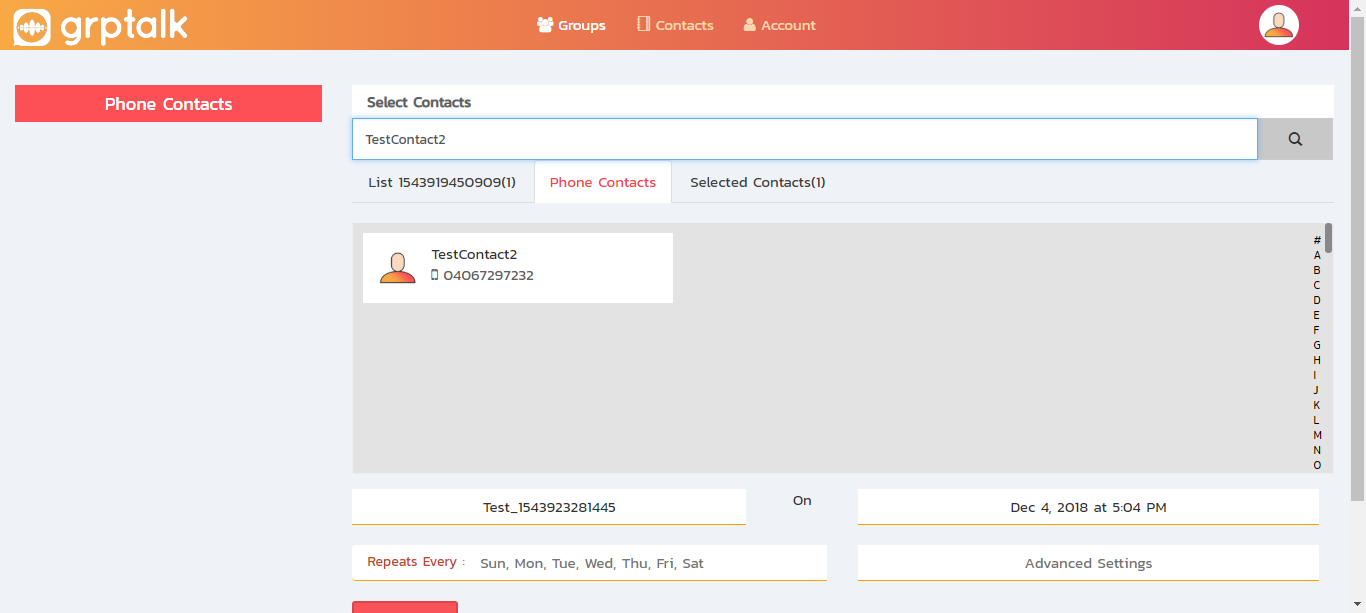 grptalk
Groups
Contacts
Account
Phone Contacts
Select Contacts
TestContact2
List 1543919450909(1)
Phone Contacts
Selected Contacts(1)
TestContact2
04067297232
#
A
B
C
D
E
F
G
H
I
J
K
L
M
N
O
Test_1543923281445
On
Dec 4, 2018 at 5:04 PM
Repeats Every : Sun, Mon, Tue, Wed, Thu, Fri, Sat
Advanced Settings